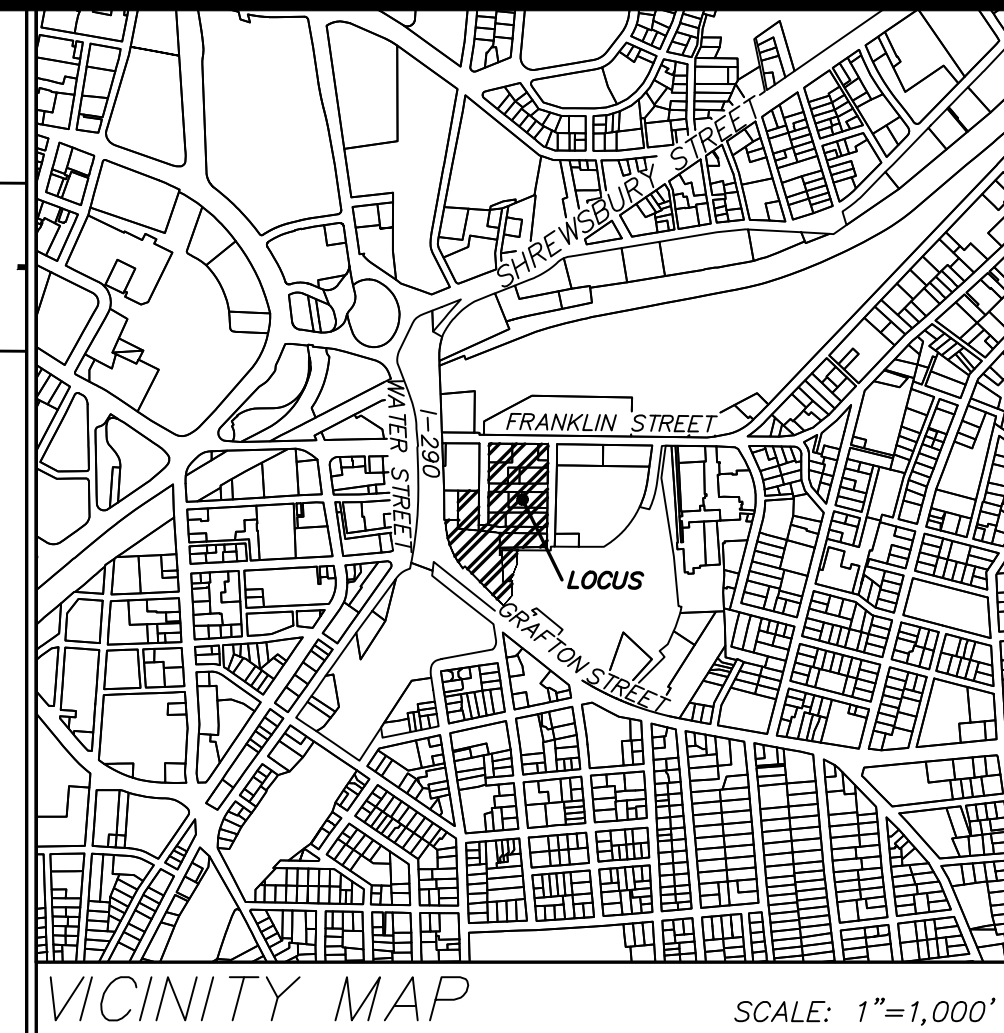 SHREWSBURY STREET
WATER STREET
I-290
FRANKLIN STREET
LOCUS
GRAFTON STREET
VICINITY MAP
SCALE: 1"=1,000'